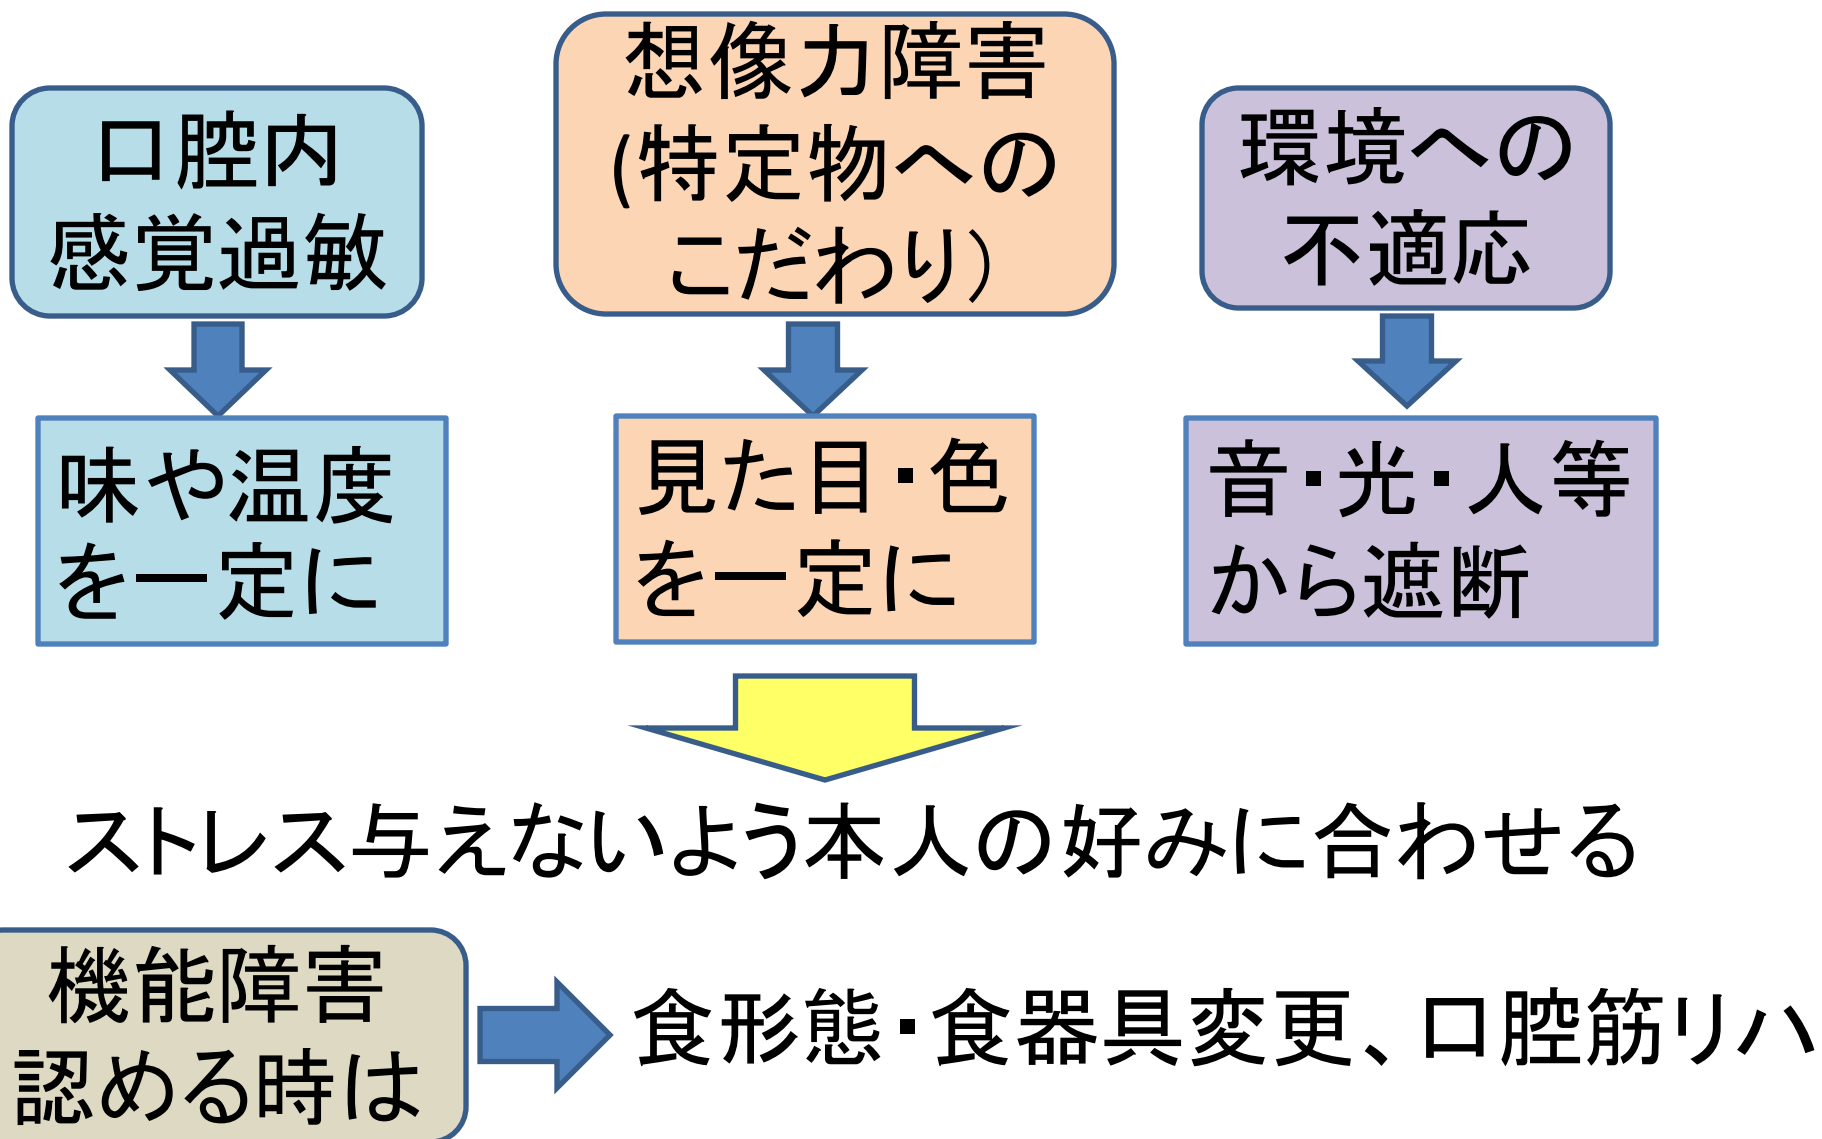 口腔内
感覚過敏
想像力障害
(特定物への
こだわり）
環境への
不適応
味や温度
を一定に
見た目・色
を一定に
音・光・人等
から遮断
ストレス与えないよう本人の好みに合わせる
機能障害
認める時は
食形態・食器具変更、口腔筋リハ